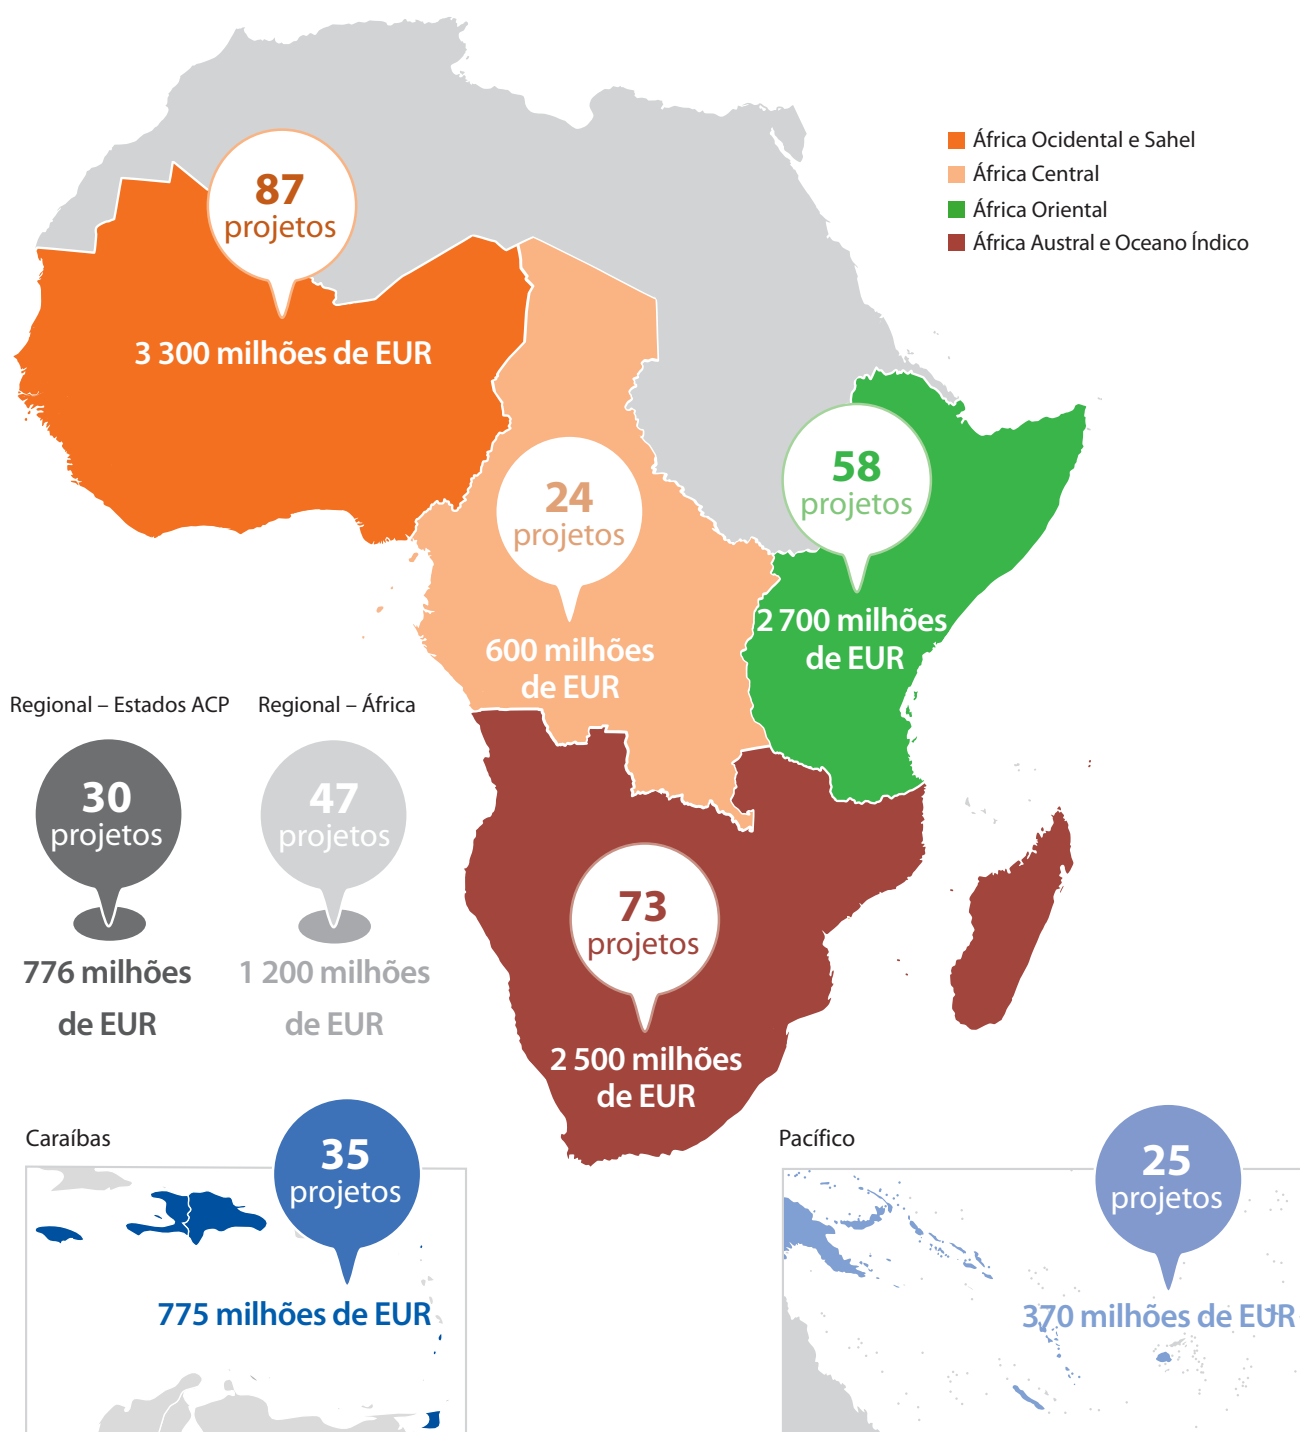 África Ocidental e Sahel
África Central
África Oriental
África Austral e Oceano Índico
87
projetos
3 300 milhões de EUR
58
projetos
2 700 milhões
de EUR
24
projetos
600 milhões
de EUR
Regional – Estados ACP
30
projetos
776 milhões
de EUR
Regional – África
47
projetos
1 200 milhões
de EUR
73
projetos
2 500 milhões
de EUR
Caraíbas
35
projetos
775 milhões de EUR
Pacífico
25
projetos
370 milhões de EUR